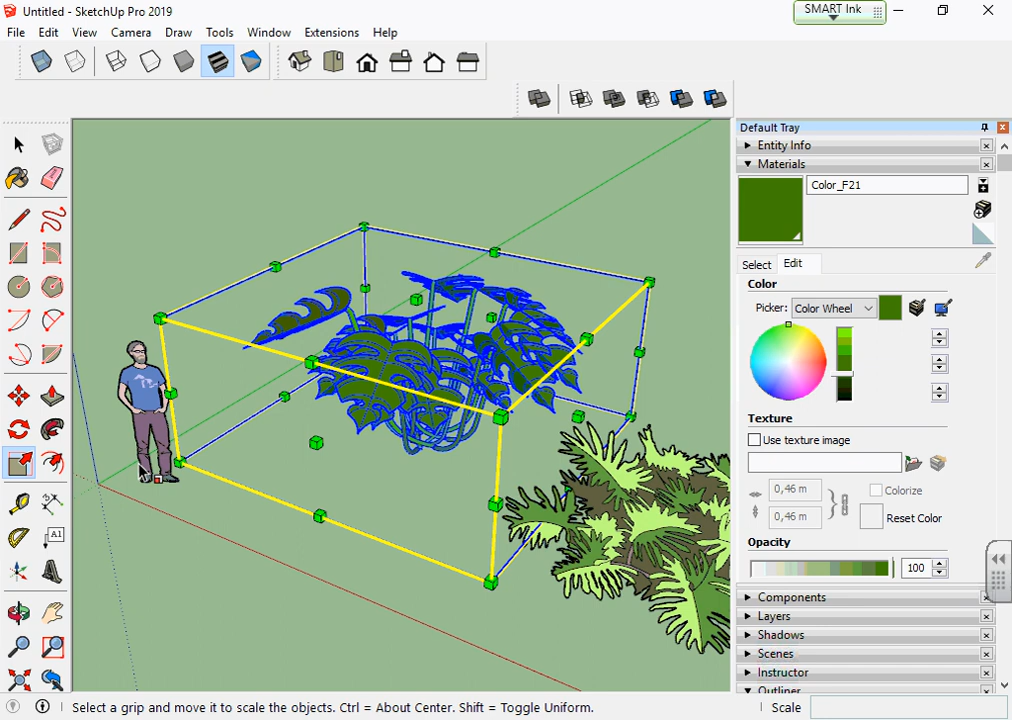 Untitled - SketchUp Pro 2019
SMART Ink
File Edit View Camera Draw Tools Window Extensions Help
Default Tray
Entity Info
Materials
Color_F21
Select Edit
Color
Picker: Color Wheel
Texture
Use texture image
0,46 m
Colorize
0,46 m
Reset Color
Opacity
100
Components
Layers
Shadows
Scenes
Instructor
Outliner
A1
Select a grip and move it to scale the objects. Ctrl = About Center. Shift = Toggle Uniform.
Scale